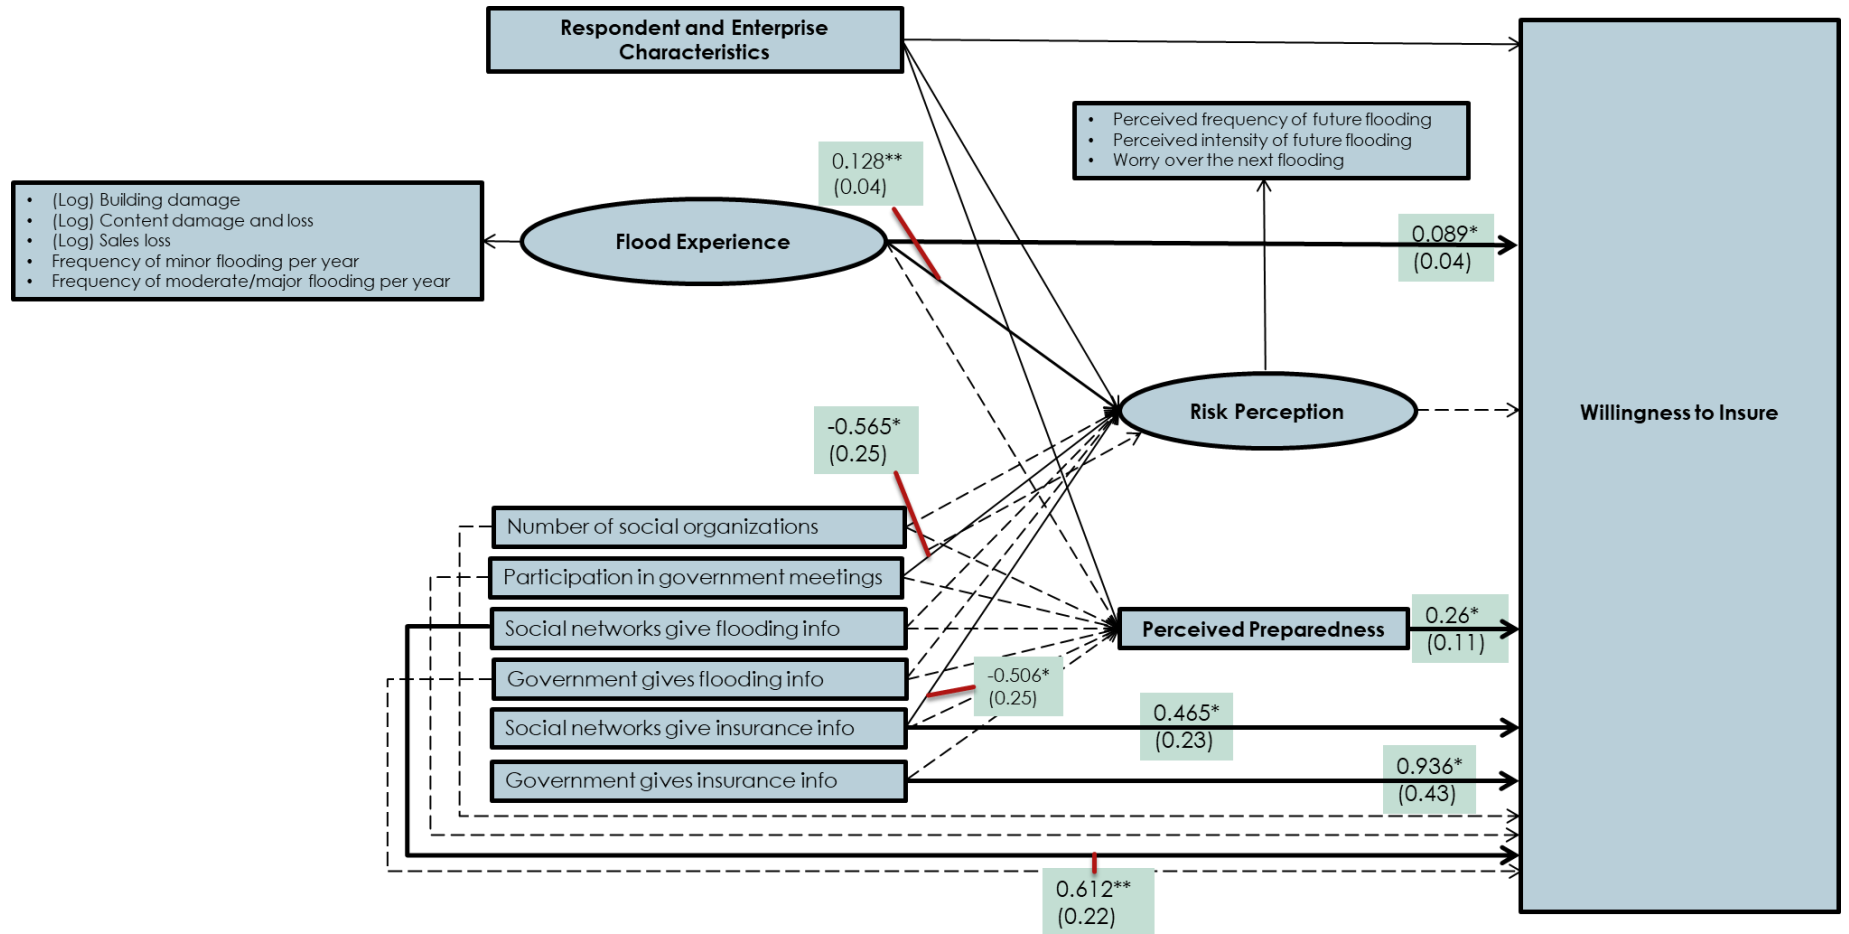 Respondent and Enterprise
Characteristics
• Perceived frequency of future flooding
• Perceived intensity of future flooding
• Worry over the next flooding
0.128**
(0.04)
• (Log) Building damage
• (Log) Content damage and loss
• (Log) Sales loss
• Frequency of minor flooding per year
• Frequency of moderate/major flooding per year
Flood Experience
0.089*
(0.04)
Risk Perception
Willingness to Insure
-0.565*
(0.25)
Number of social organizations
Participation in government meetings
Social networks give flooding info
Government gives flooding info
Social networks give insurance info
Government gives insurance info
Perceived Preparedness
0.26*
(0.11)
-0.506*
(0.25)
0.465*
(0.23)
0.936*
(0.43)
0.612**
(0.22)